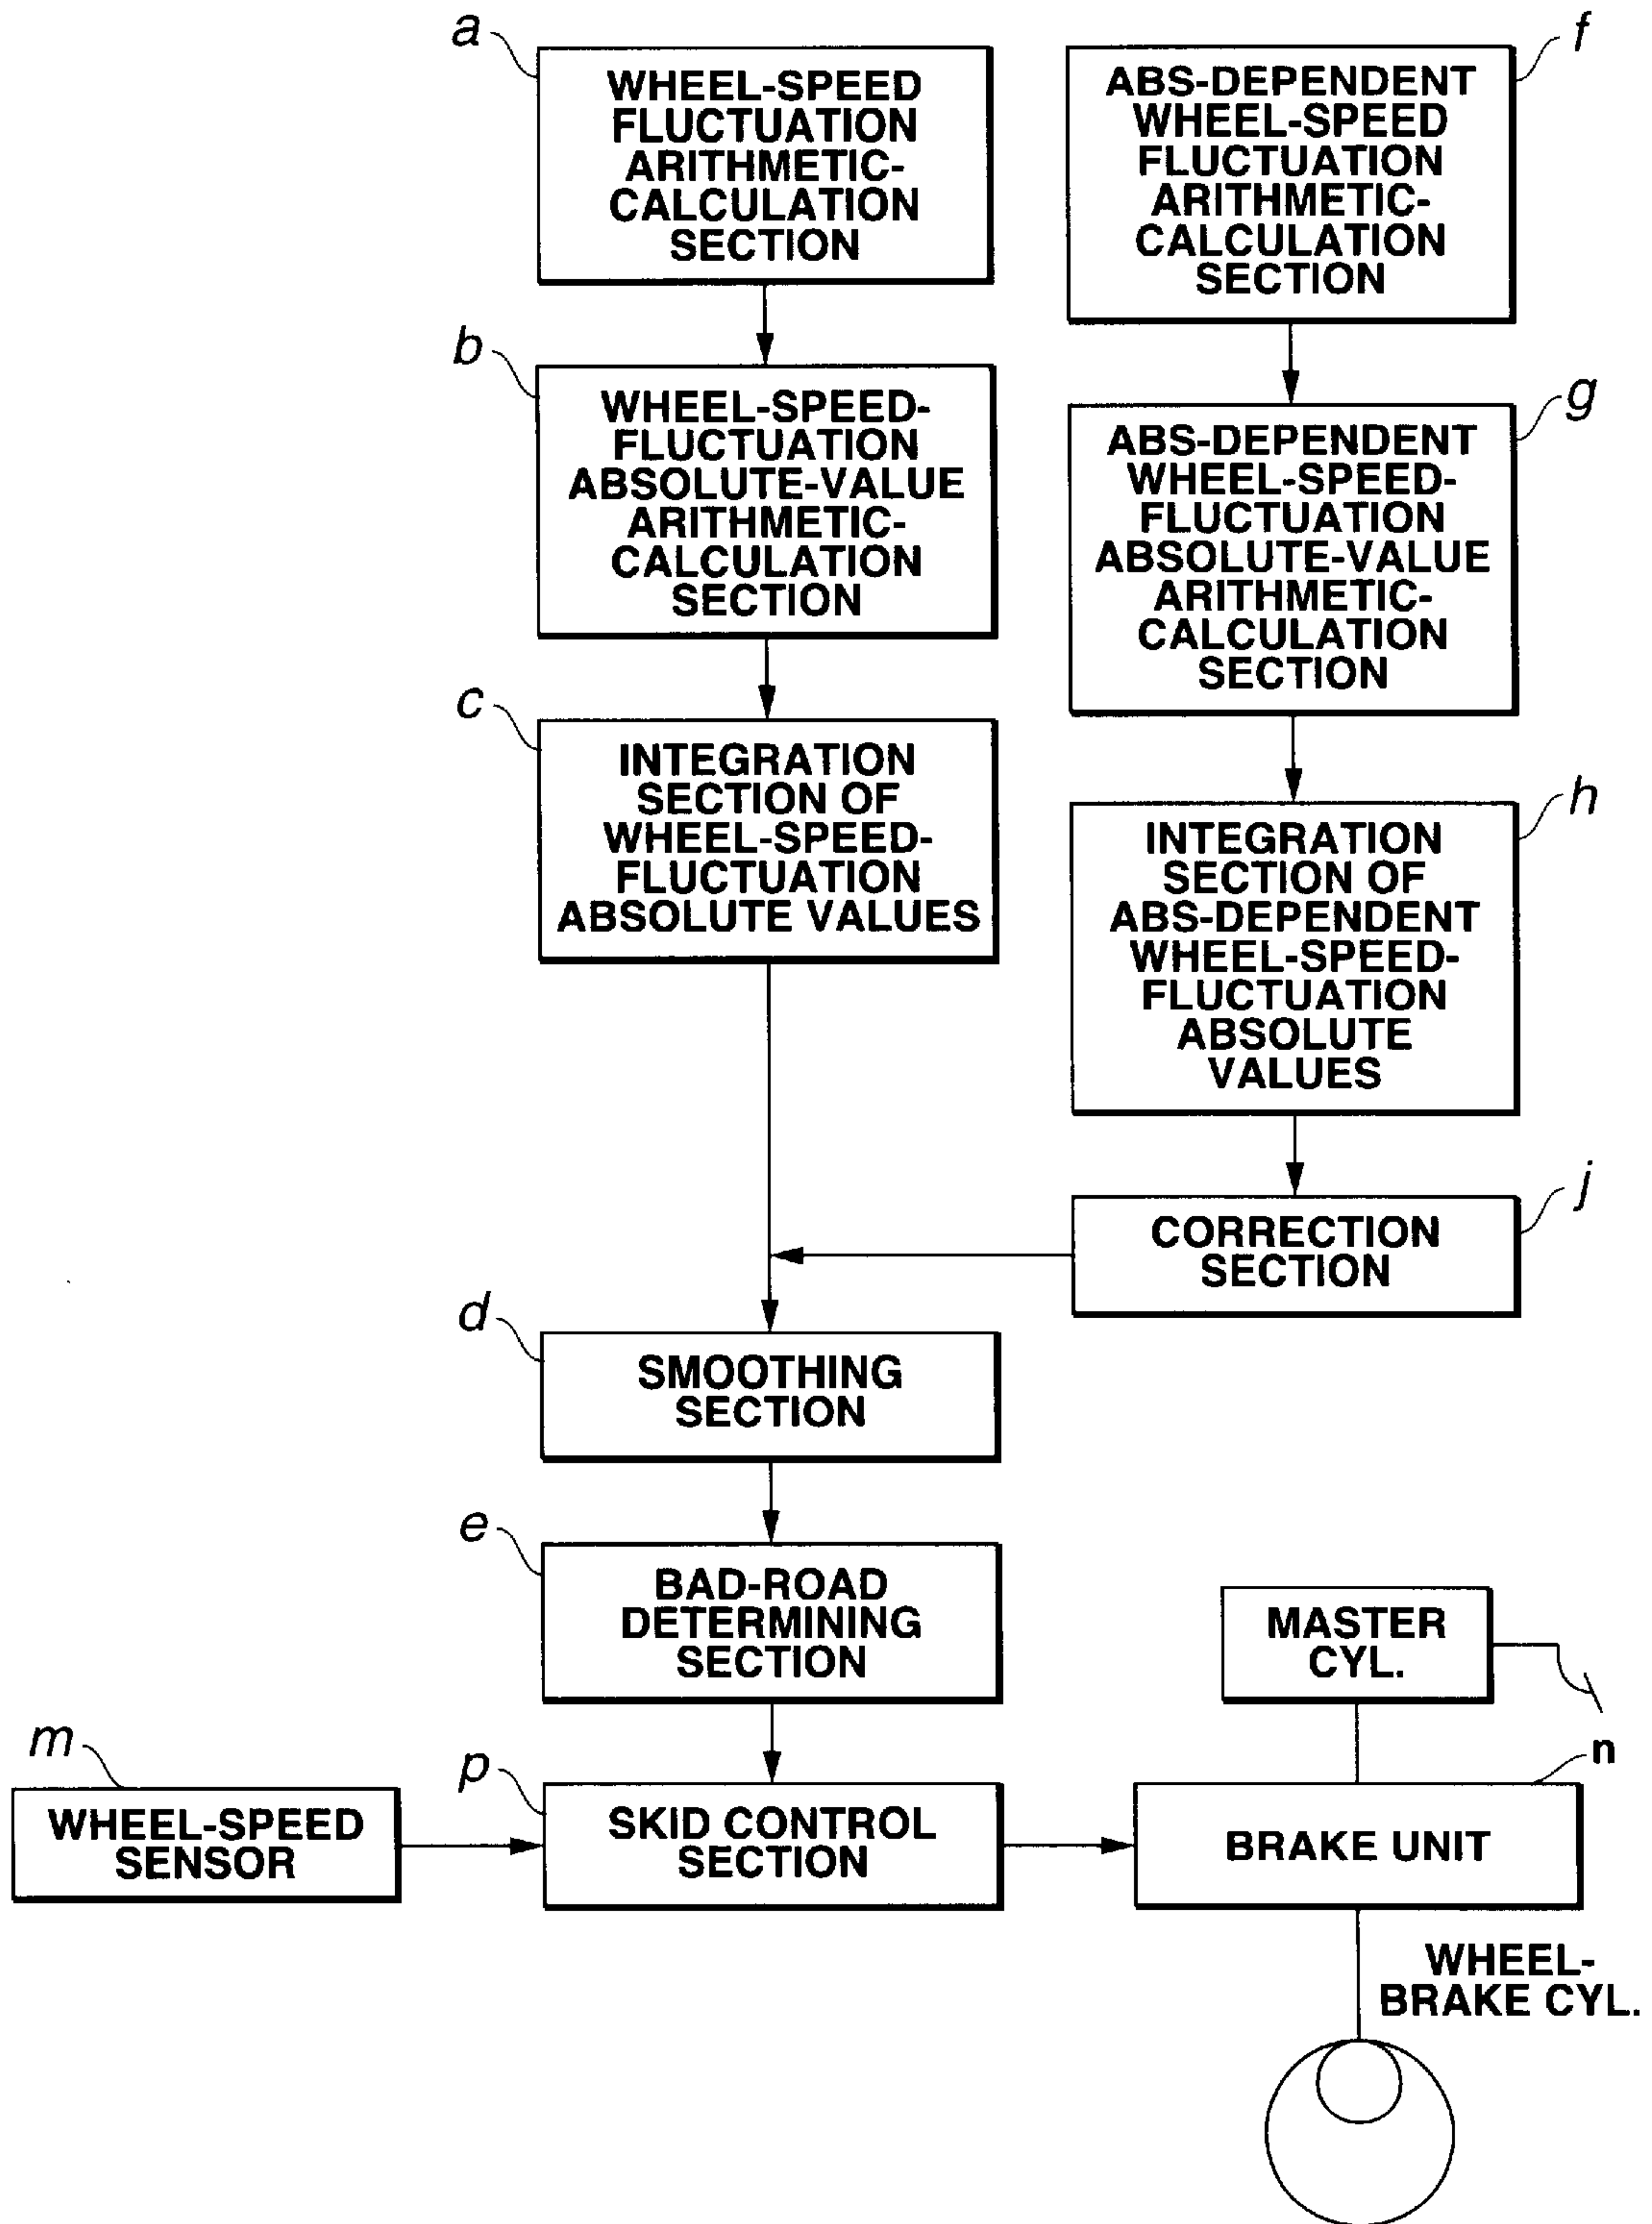 a
WHEEL-SPEED
FLUCTUATION
ARITHMETIC-
CALCULATION
SECTION
b
WHEEL-SPEED-
FLUCTUATION
ABSOLUTE-VALUE
ARITHMETIC-
CALCULATION
SECTION
c
INTEGRATION
SECTION OF
WHEEL-SPEED-
FLUCTUATION
ABSOLUTE VALUES
f
ABS-DEPENDENT
WHEEL-SPEED
FLUCTUATION
ARITHMETIC-
CALCULATION
SECTION
g
ABS-DEPENDENT
WHEEL-SPEED-
FLUCTUATION
ABSOLUTE-VALUE
ARITHMETIC-
CALCULATION
SECTION
h
INTEGRATION
SECTION OF
ABS-DEPENDENT
WHEEL-SPEED-
FLUCTUATION
ABSOLUTE
VALUES
j
CORRECTION
SECTION
d
SMOOTHING
SECTION
e
BAD-ROAD
DETERMINING
SECTION
MASTER
CYL.
m
WHEEL-SPEED
SENSOR
p
SKID CONTROL
SECTION
n
BRAKE UNIT
WHEEL-
BRAKE CYL.